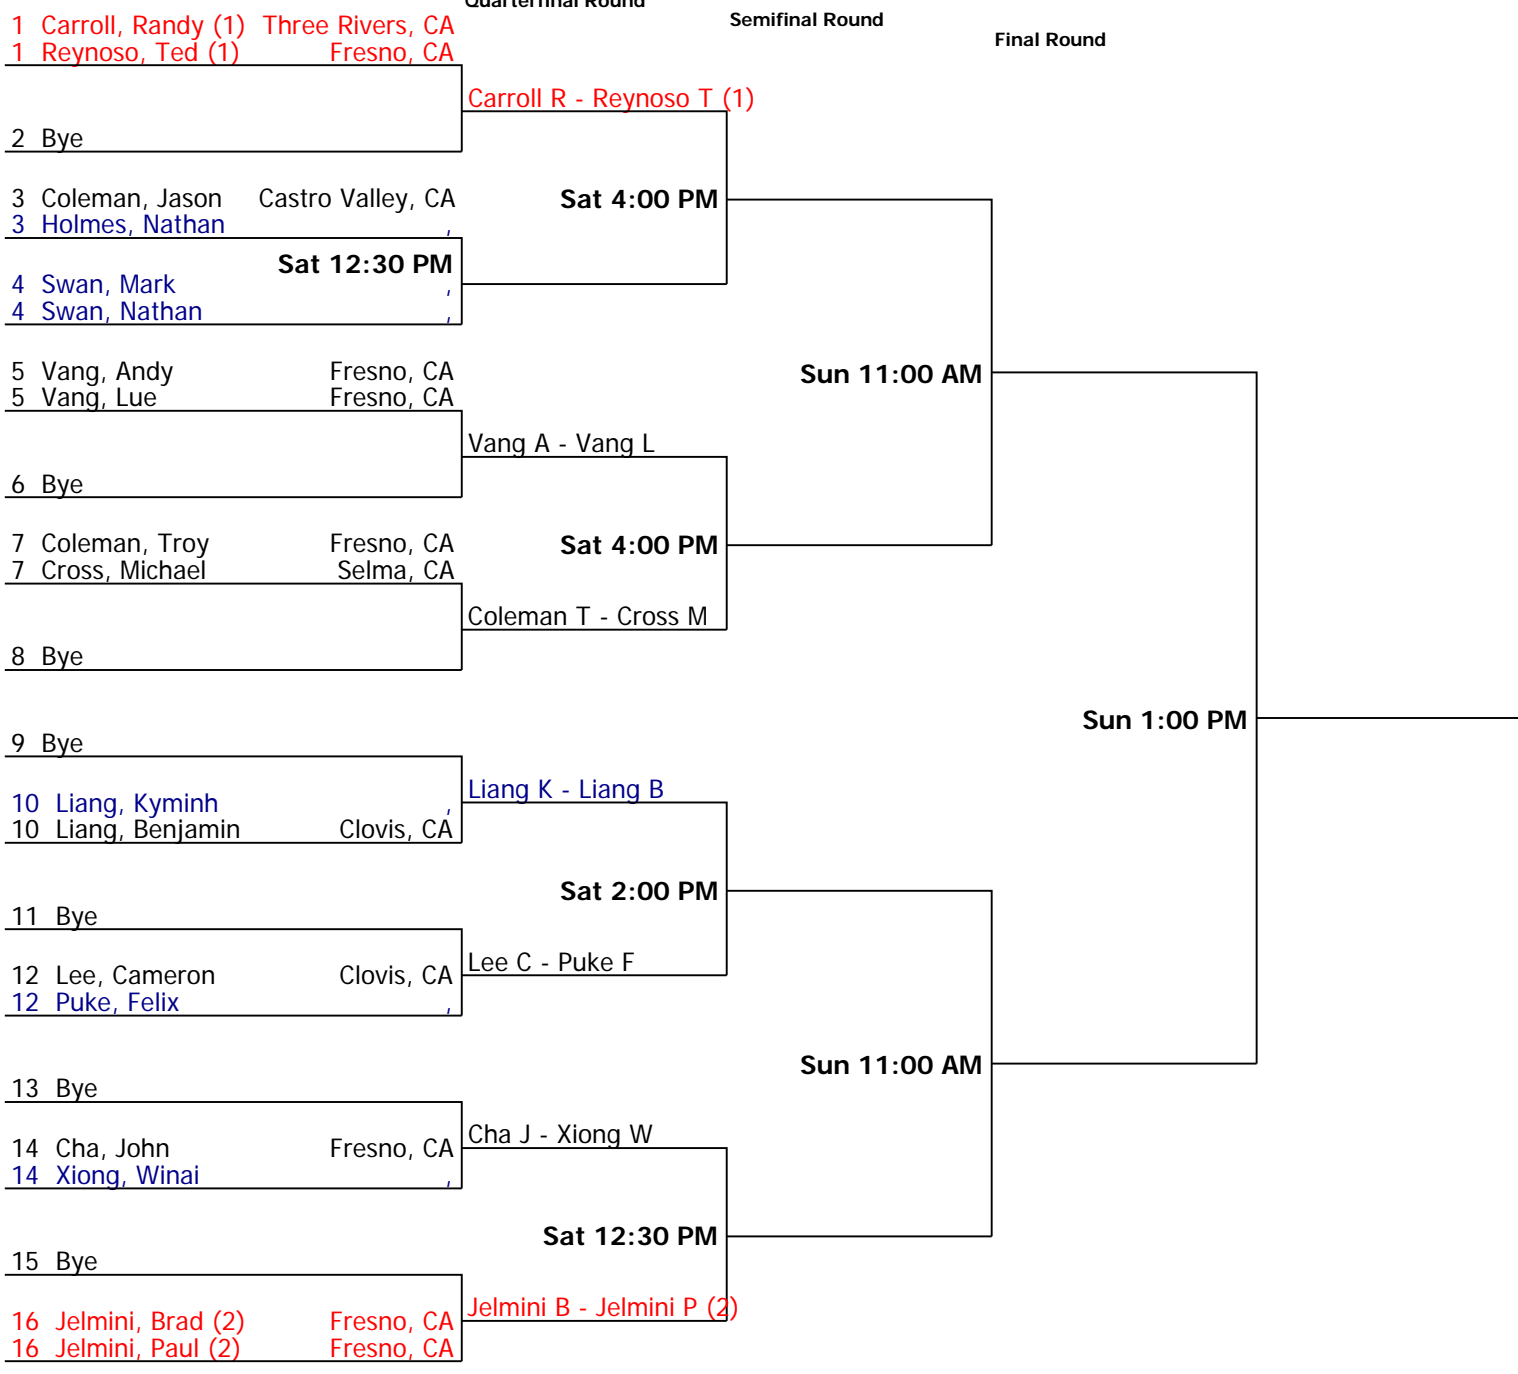 Quarterfinal Round
Semifinal Round
Final Round
1 Carroll, Randy (1) Three Rivers, CA
1 Reynoso, Ted (1) Fresno, CA
Carroll R - Reynoso T (1)
2 Bye
3 Coleman, Jason Castro Valley, CA
Sat 4:00 PM
3 Holmes, Nathan ,
Sat 12:30 PM
4 Swan, Mark ,
4 Swan, Nathan ,
5 Vang, Andy Fresno, CA
Sun 11:00 AM
5 Vang, Lue Fresno, CA
Vang A - Vang L
6 Bye
7 Coleman, Troy Fresno, CA
Sat 4:00 PM
7 Cross, Michael Selma, CA
Coleman T - Cross M
8 Bye
Sun 1:00 PM
9 Bye
Liang K - Liang B
10 Liang, Kyminh ,
10 Liang, Benjamin Clovis, CA
Sat 2:00 PM
11 Bye
Lee C - Puke F
12 Lee, Cameron Clovis, CA
12 Puke, Felix ,
Sun 11:00 AM
13 Bye
Cha J - Xiong W
14 Cha, John Fresno, CA
14 Xiong, Winai ,
Sat 12:30 PM
15 Bye
Jelmini B - Jelmini P (2)
16 Jelmini, Brad (2) Fresno, CA
16 Jelmini, Paul (2) Fresno, CA